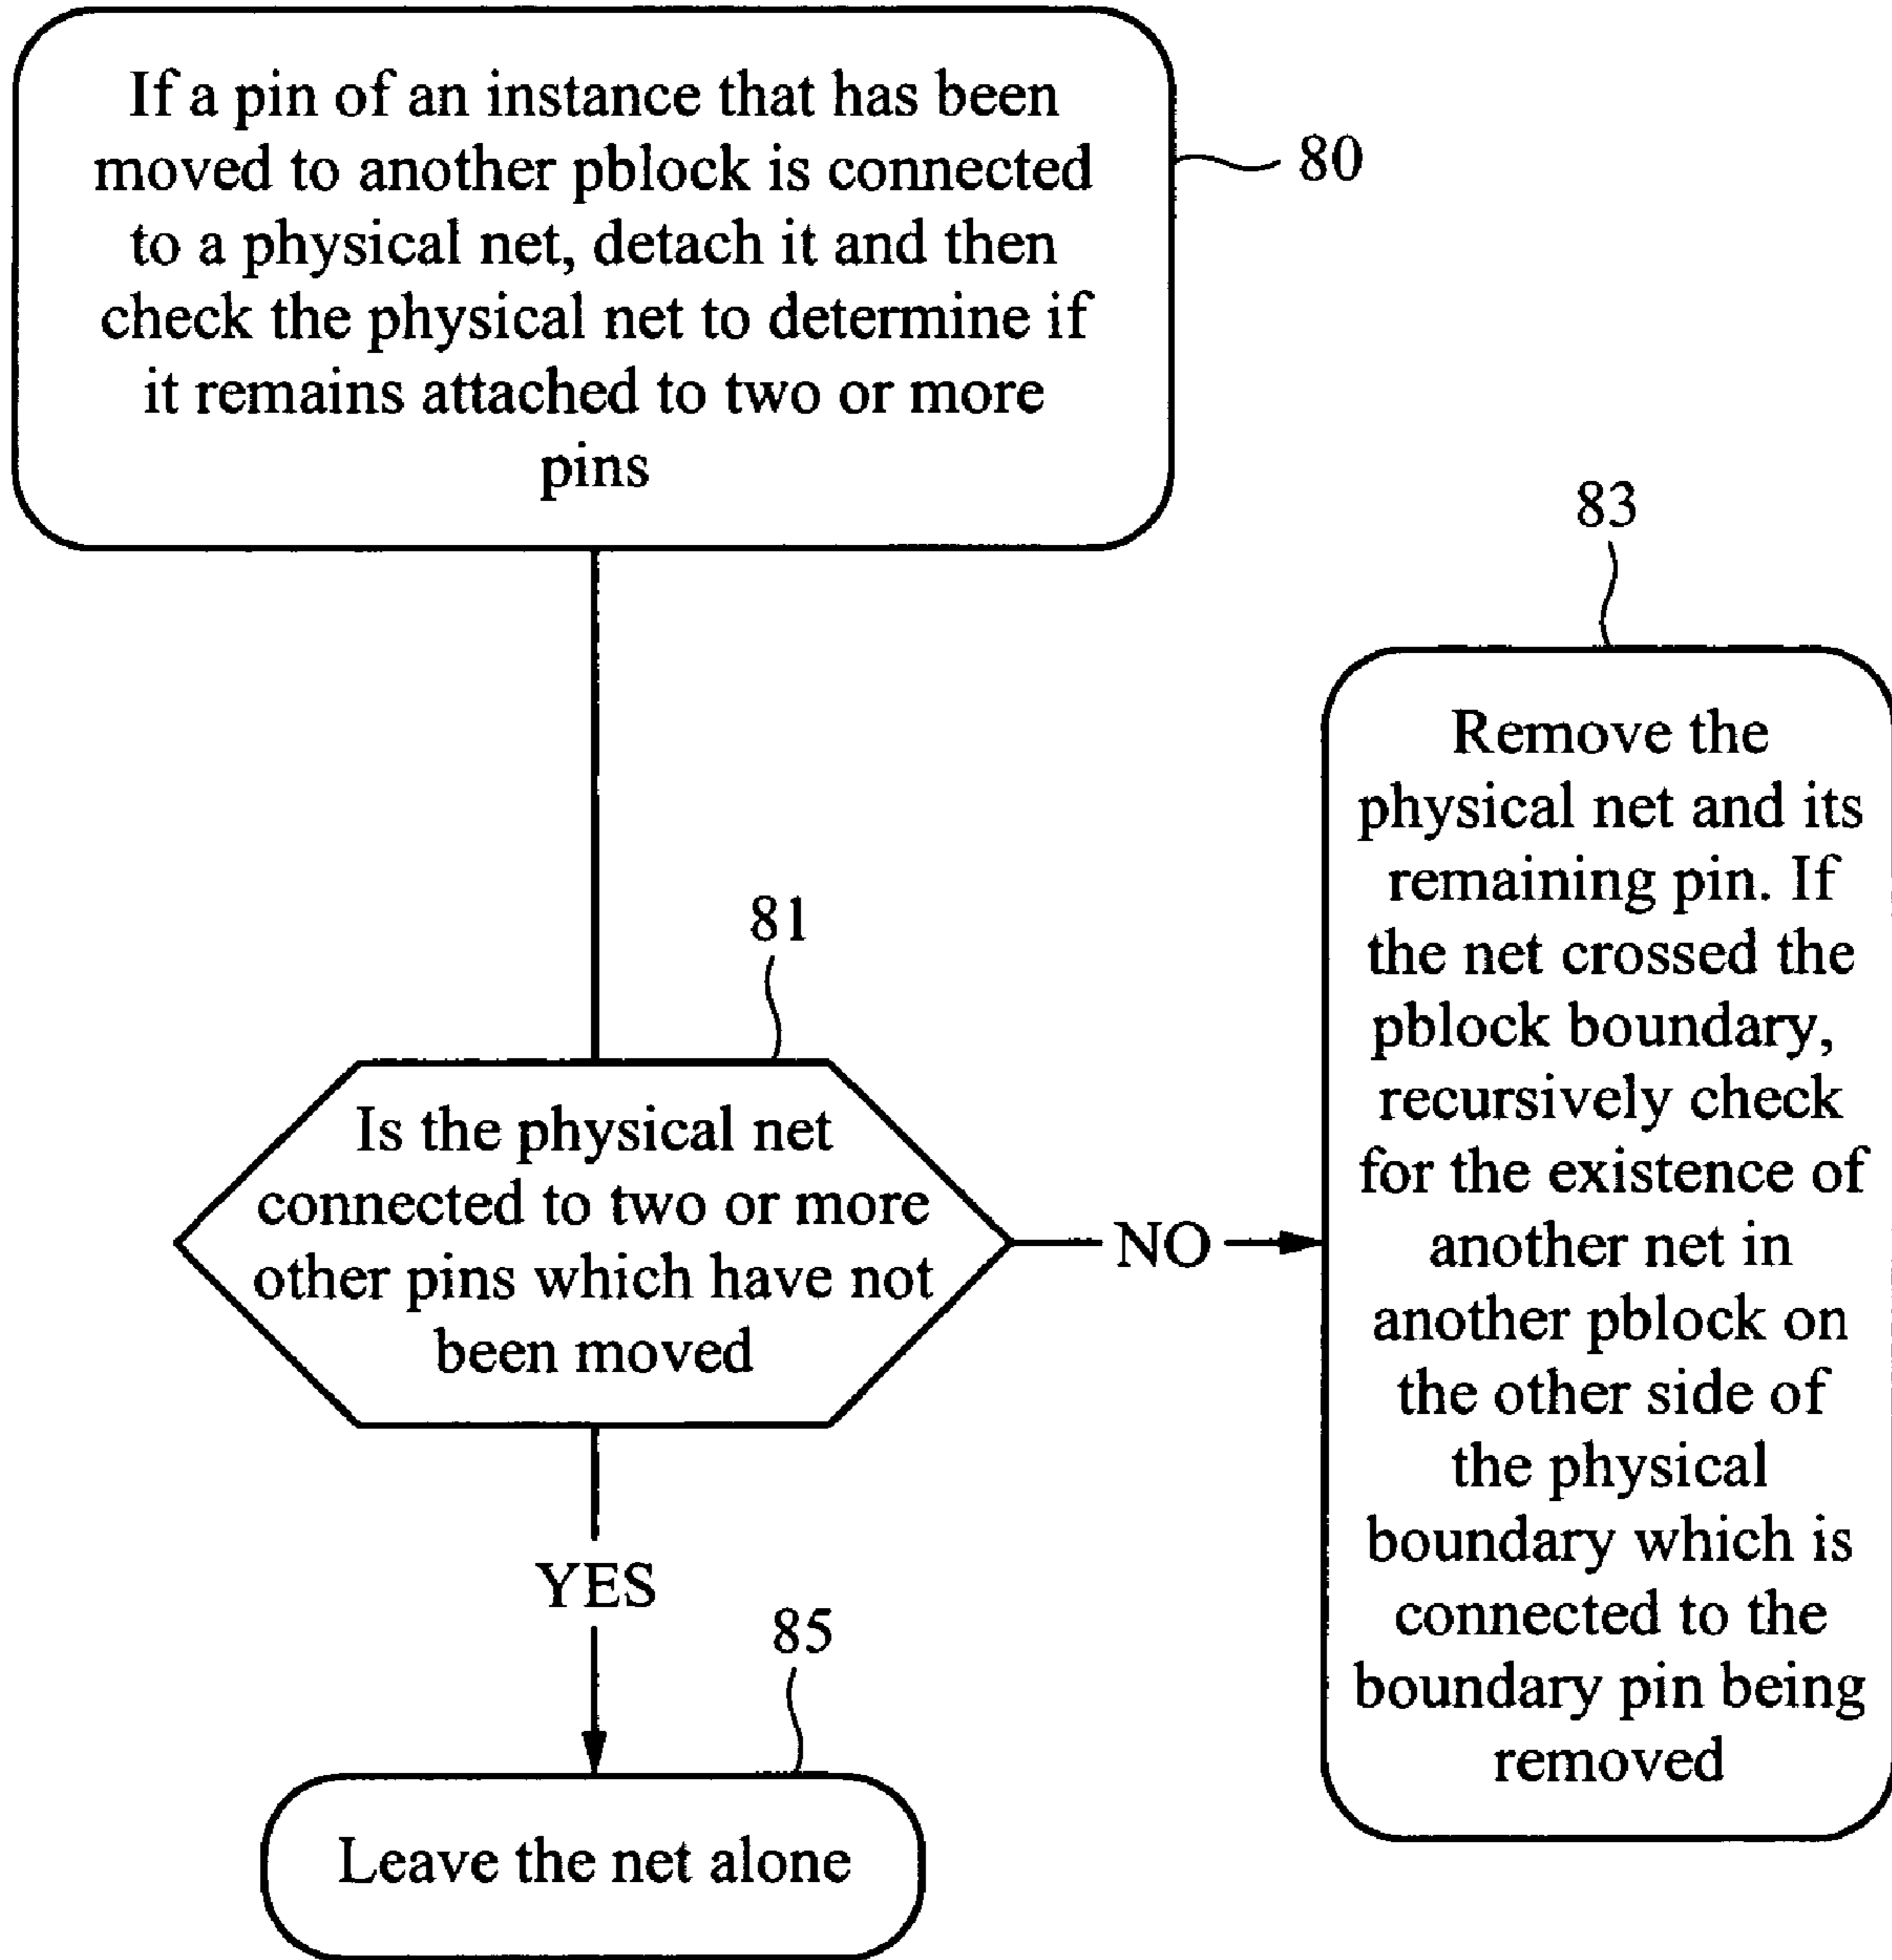 If a pin of an instance that has been
moved to another pblock is connected
to a physical net, detach it and then
check the physical net to determine if
it remains attached to two or more
pins
80
81
Is the physical net
connected to two or more
other pins which have not
been moved
NO
83
Remove the
physical net and its
remaining pin. If
the net crossed the
pblock boundary,
recursively check
for the existence of
another net in
another pblock on
the other side of
the physical
boundary which is
connected to the
boundary pin being
removed
YES
85
Leave the net alone